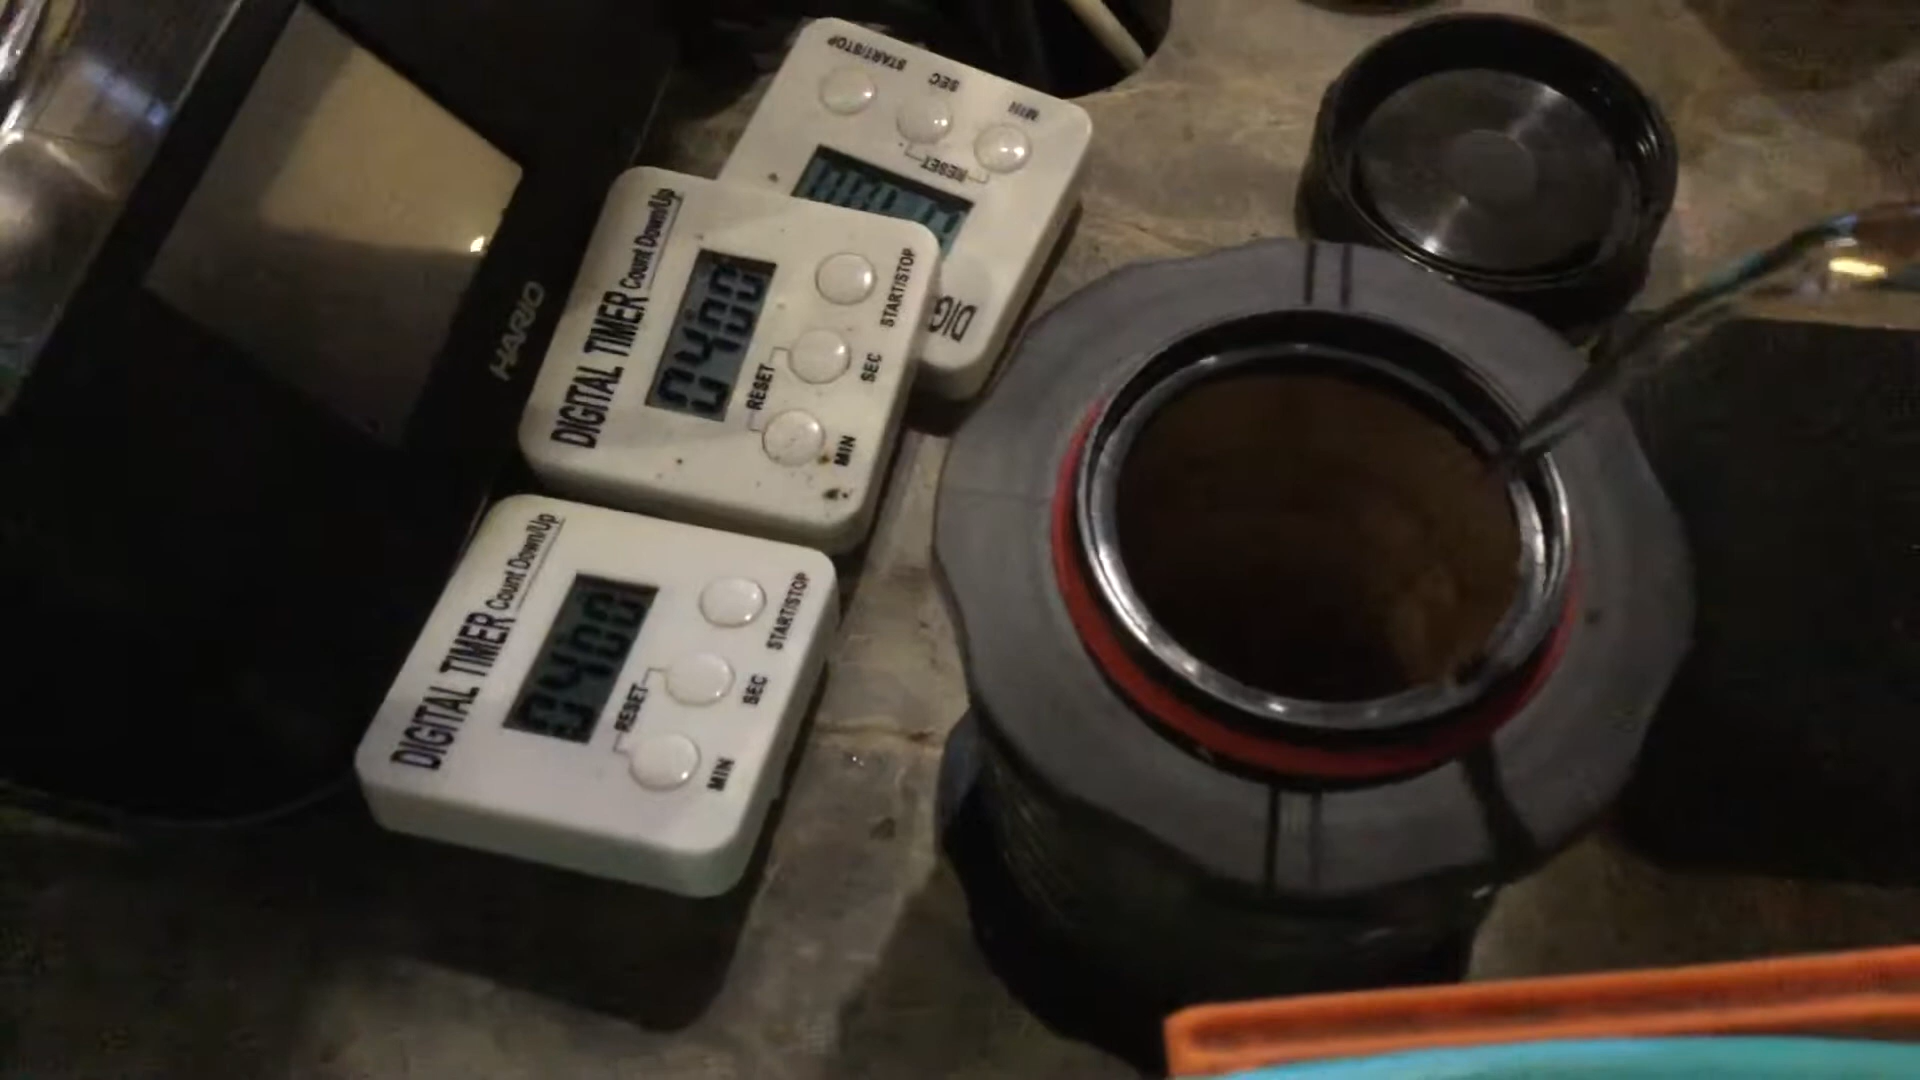 START/STOP
SEC
MIN
RESET
DIG
HARIO
DIGITAL TIMER
Count Down/Up
04 00
START/STOP
RESET
SEC
MIN
DIGITAL TIMER
Count Down/Up
04 00
START/STOP
RESET
SEC
MIN